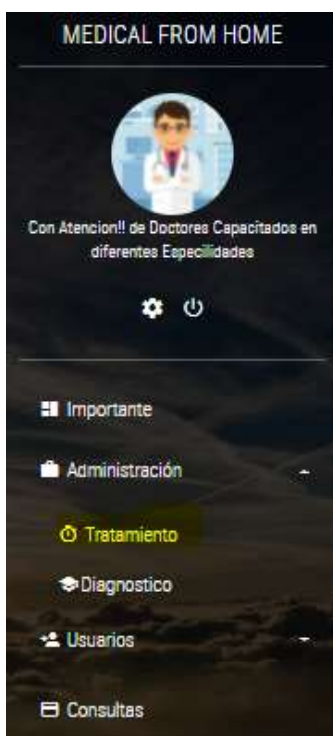 MEDICAL FROM HOME
Con Atencion!! de Doctores Capacitados en
diferentes Especilidades
Importante
Administración
Tratamiento
Diagnostico
Usuarios
Consultas